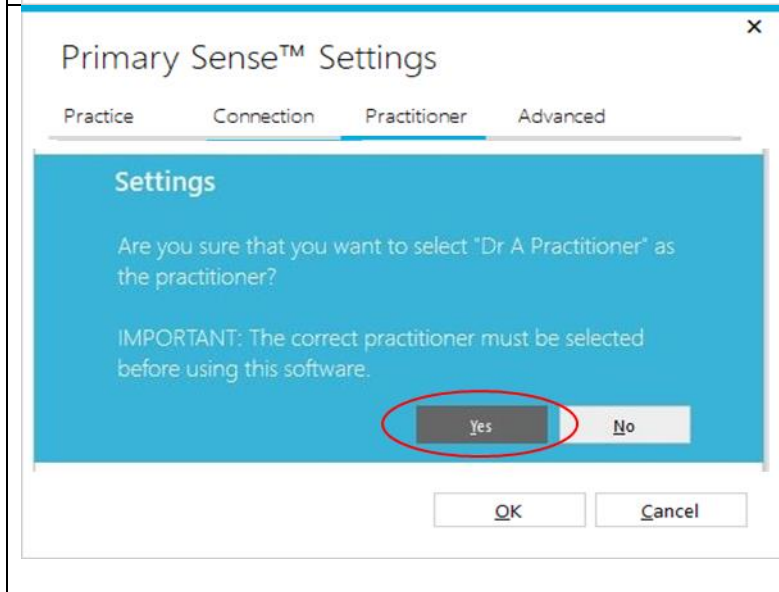 Primary Sense™ Settings
Practice Connection Practitioner Advanced
Settings
Are you sure that you want to select "Dr A Practitioner" as
the practitioner?
IMPORTANT: The correct practitioner must be selected
before using this software.
Yes No
OK Cancel